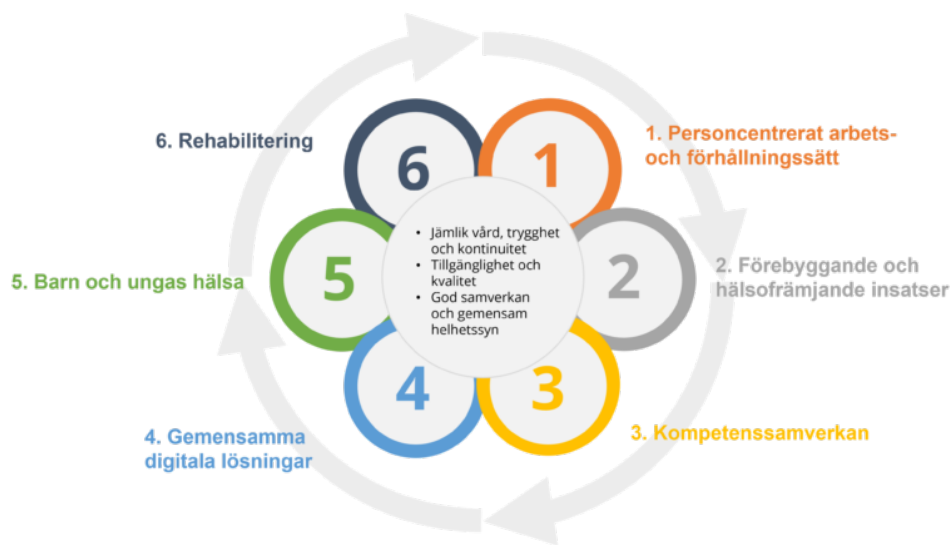 6. Rehabilitering
6
1
1. Personcentrerat arbets-
och förhållningssätt
5. Barn och ungas hälsa
5
• Jämlik vård, trygghet
och kontinuitet
• Tillgänglighet och
kvalitet
• God samverkan
och gemensam
helhetssyn
2
2. Förebyggande och
hälsofrämjande insatser
4. Gemensamma
digitala lösningar
4
3
3. Kompetenssamverkan